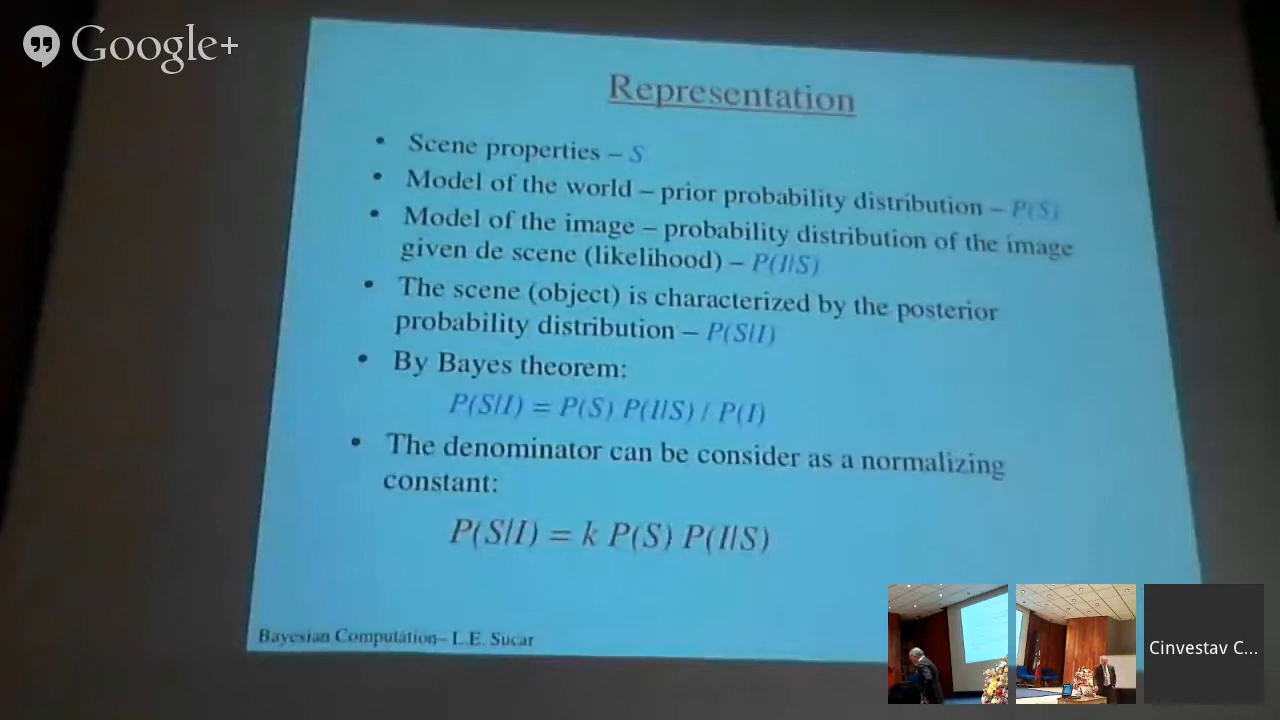 Google+
Representation
• Scene properties – S
• Model of the world – prior probability distribution – P(S)
• Model of the image – probability distribution of the image
given de scene (likelihood) – P(I|S)
• The scene (object) is characterized by the posterior
probability distribution – P(S|I)
• By Bayes theorem:
P(S|I) = P(S) P(I|S) / P(I)
• The denominator can be consider as a normalizing
constant:
P(S|I) = k P(S) P(I|S)
Bayesian Computation– L.E. Sucar
Cinvestav C...